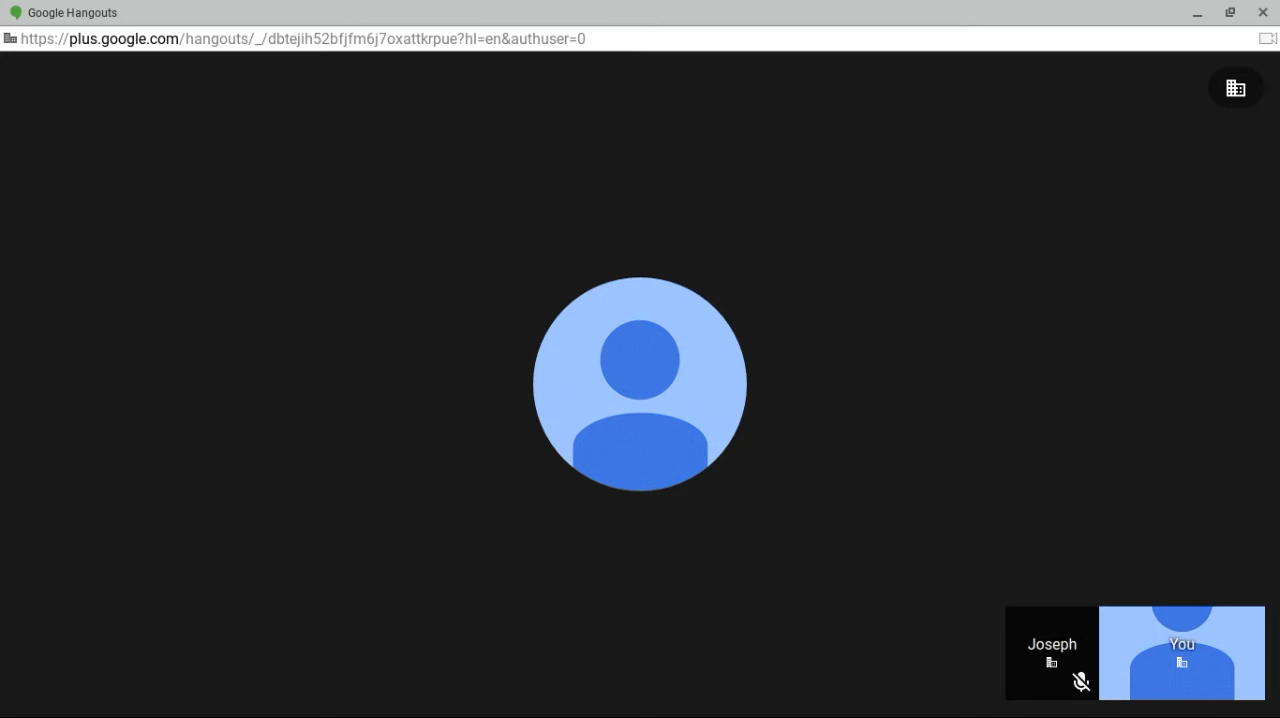 Google Hangouts
https://plus.google.com/hangouts/_/dbtejih52bfjfm6j7oxattkrpue?hl=en&authuser=0
Joseph
You